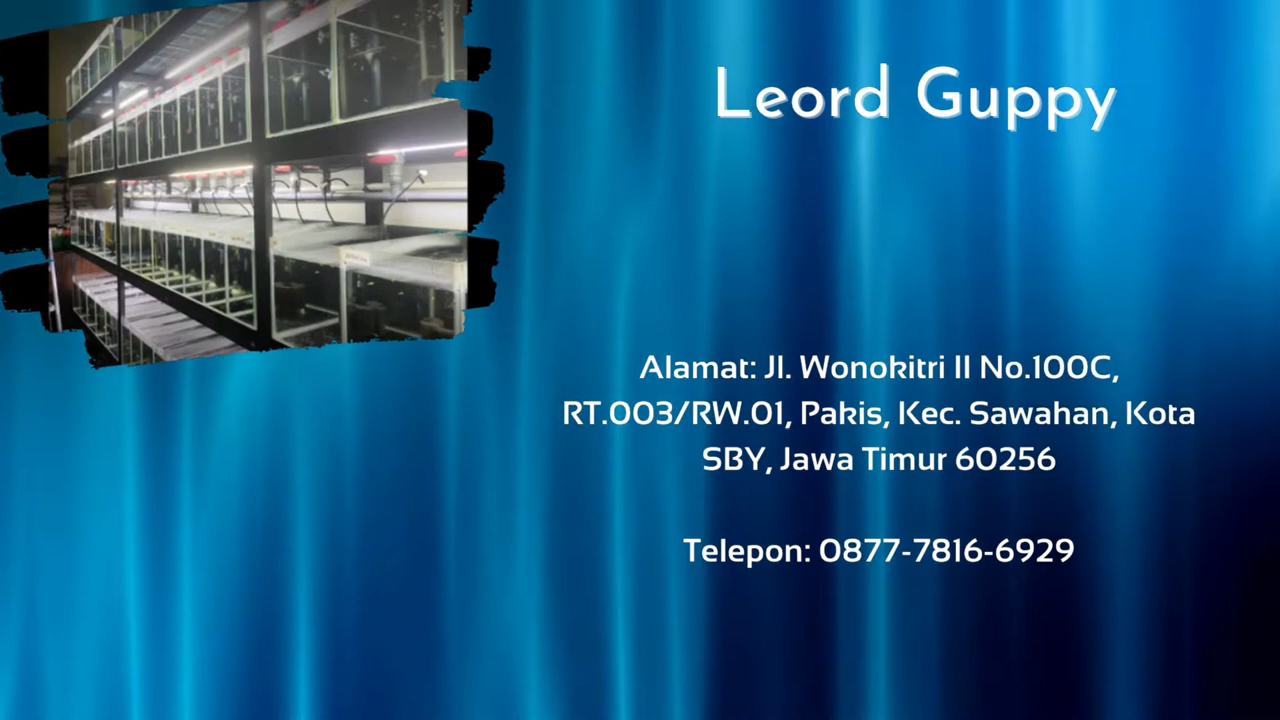 Leord Guppy
Alamat: Jl. Wonokitri II No.100C,
RT.003/RW.01, Pakis, Kec. Sawahan, Kota
SBY, Jawa Timur 60256
Telepon: 0877-7816-6929